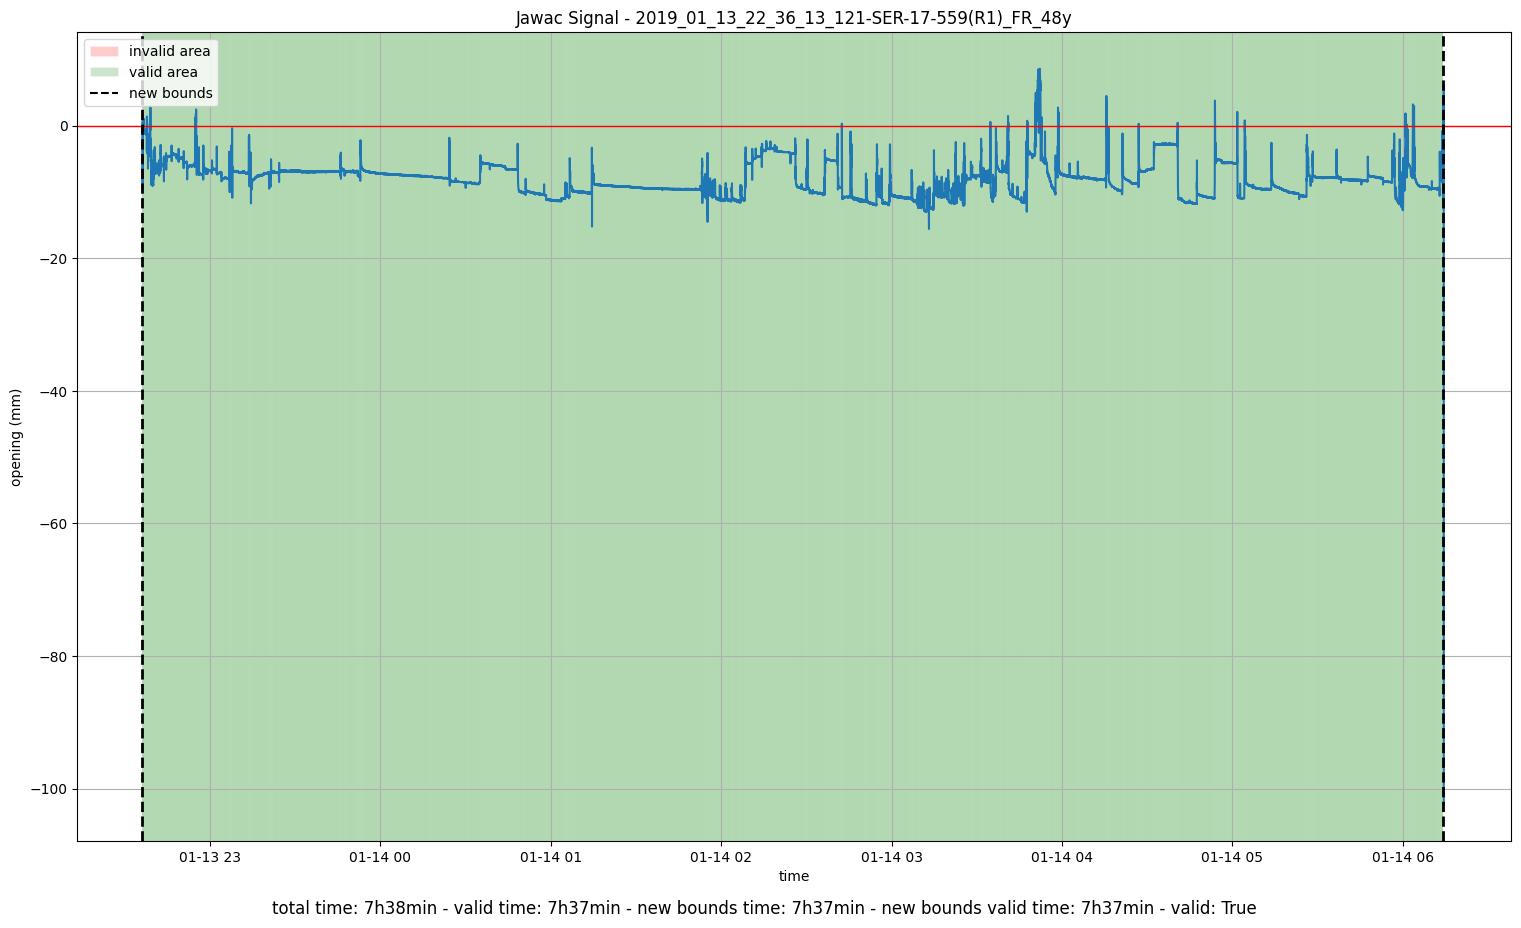 Jawac Signal - 2019_01_13_22_36_13_121-SER-17-559(R1)_FR_48y
invalid area
valid area
new bounds
0
−20
−40
−60
−80
−100
opening (mm)
01-13 23
01-14 00
01-14 01
01-14 02
01-14 03
01-14 04
01-14 05
01-14 06
time
total time: 7h38min - valid time: 7h37min - new bounds time: 7h37min - new bounds valid time: 7h37min - valid: True